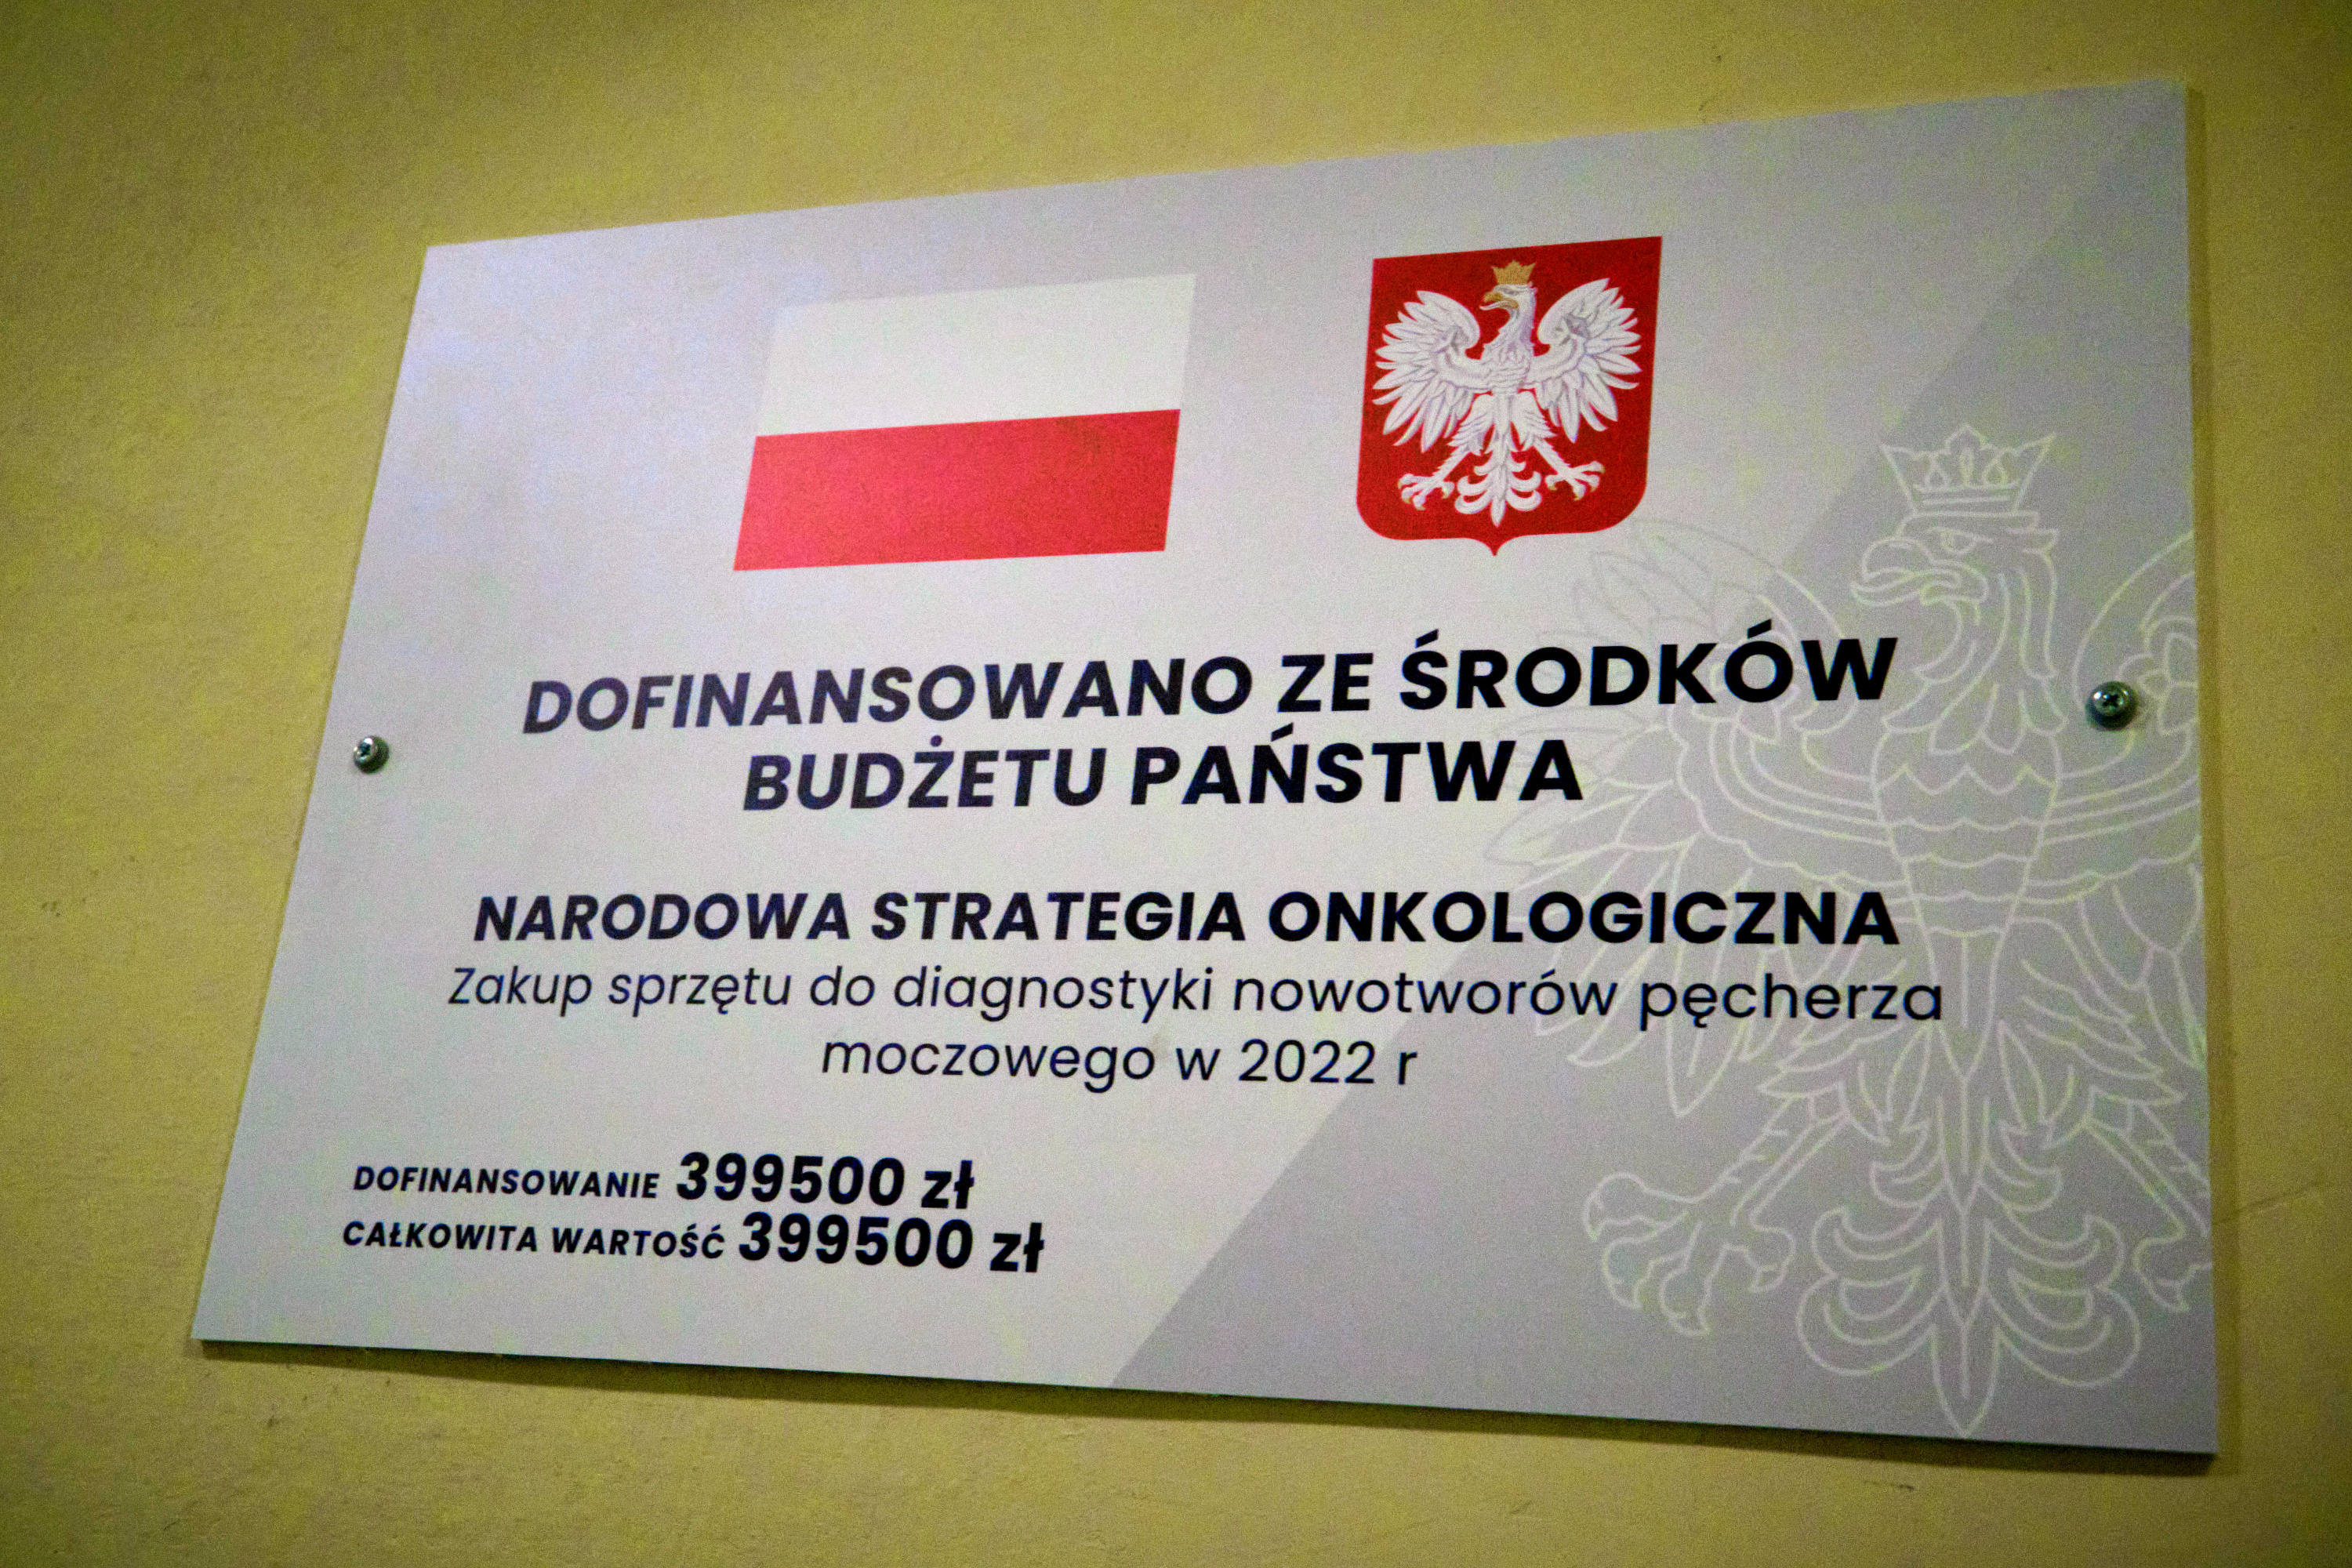 DOFINANSOWANO ZE ŚRODKÓW
BUDŻETU PAŃSTWA
NARODOWA STRATEGIA ONKOLOGICZNA
Zakup sprzętu do diagnostyki nowotworów pęcherza
moczowego w 2022 r
DOFINANSOWANIE 399500 zł
CAŁKOWITA WARTOŚĆ 399500 zł